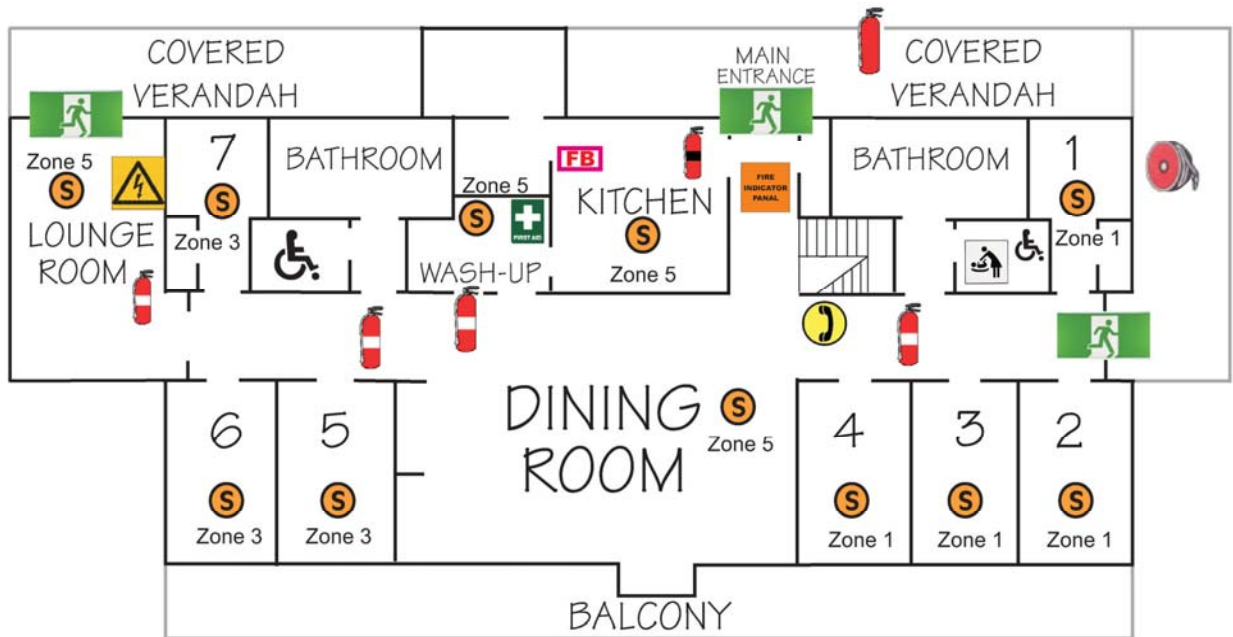 COVERED
VERANDAH
MAIN
ENTRANCE
COVERED
VERANDAH
Zone 5
S
LOUNGE
ROOM
7
S
Zone 3
BATHROOM
Zone 5
S
FIRST AID
WASH-UP
FB
KITCHEN
S
Zone 5
FIRE
INDICATOR
PANAL
BATHROOM
1
S
Zone 1
6
S
Zone 3
5
S
Zone 3
DINING
ROOM
S
Zone 5
4
S
Zone 1
3
S
Zone 1
2
S
Zone 1
BALCONY